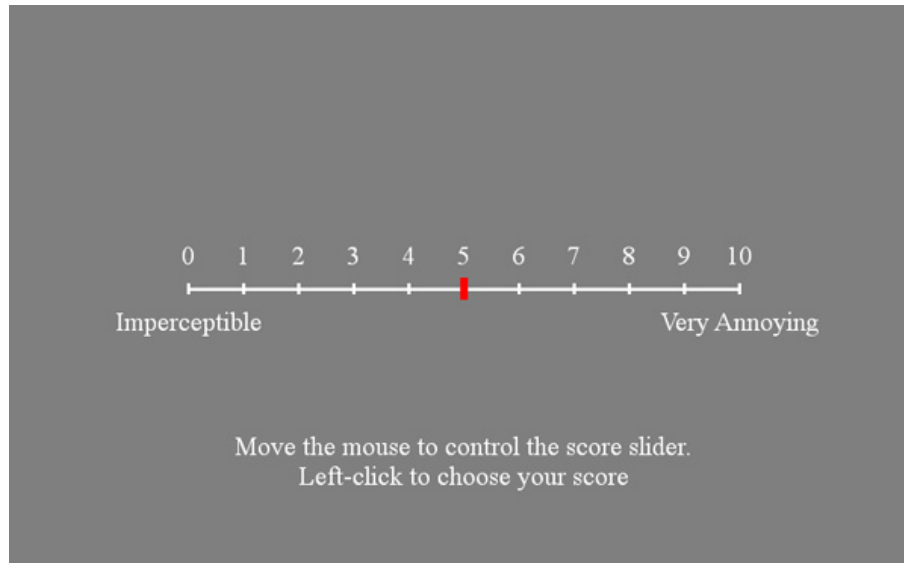 0 1 2 3 4 5 6 7 8 9 10
Imperceptible Very Annoying
Move the mouse to control the score slider.
Left-click to choose your score